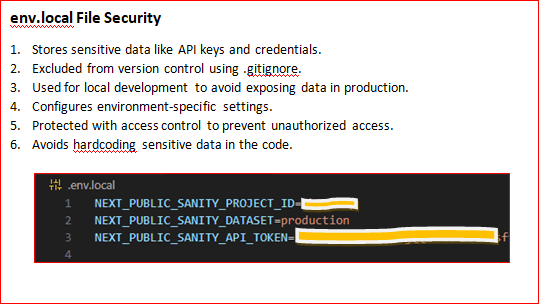 env.local File Security
1. Stores sensitive data like API keys and credentials.
2. Excluded from version control using .gitignore.
3. Used for local development to avoid exposing data in production.
4. Configures environment-specific settings.
5. Protected with access control to prevent unauthorized access.
6. Avoids hardcoding sensitive data in the code.
.env.local
1 NEXT_PUBLIC_SANITY_PROJECT_ID=
2 NEXT_PUBLIC_SANITY_DATASET=production
3 NEXT_PUBLIC_SANITY_API_TOKEN=
4